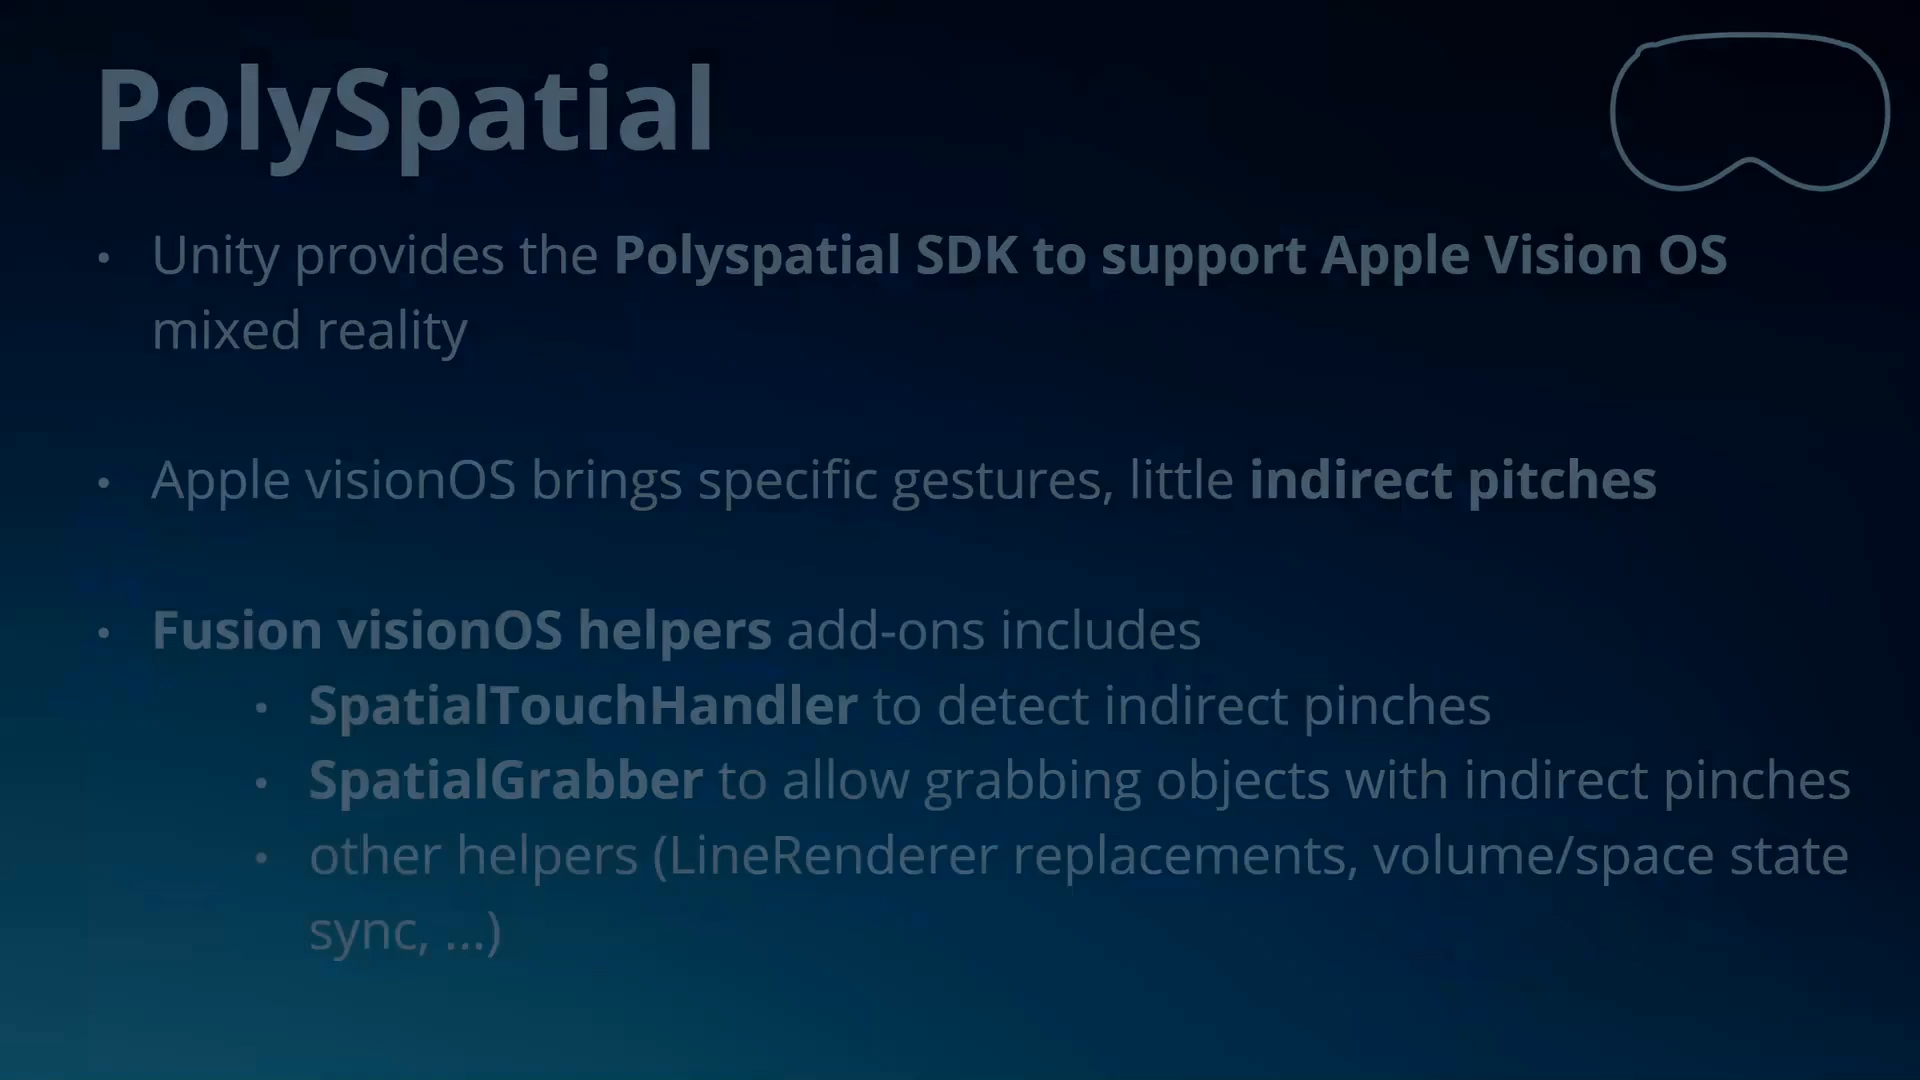 PolySpatial
• Unity provides the Polyspatial SDK to support Apple Vision OS
mixed reality
• Apple visionOS brings specific gestures, little indirect pitches
• Fusion visionOS helpers add-ons includes
• SpatialTouchHandler to detect indirect pinches
• SpatialGrabber to allow grabbing objects with indirect pinches
• other helpers (LineRenderer replacements, volume/space state
sync, ...)